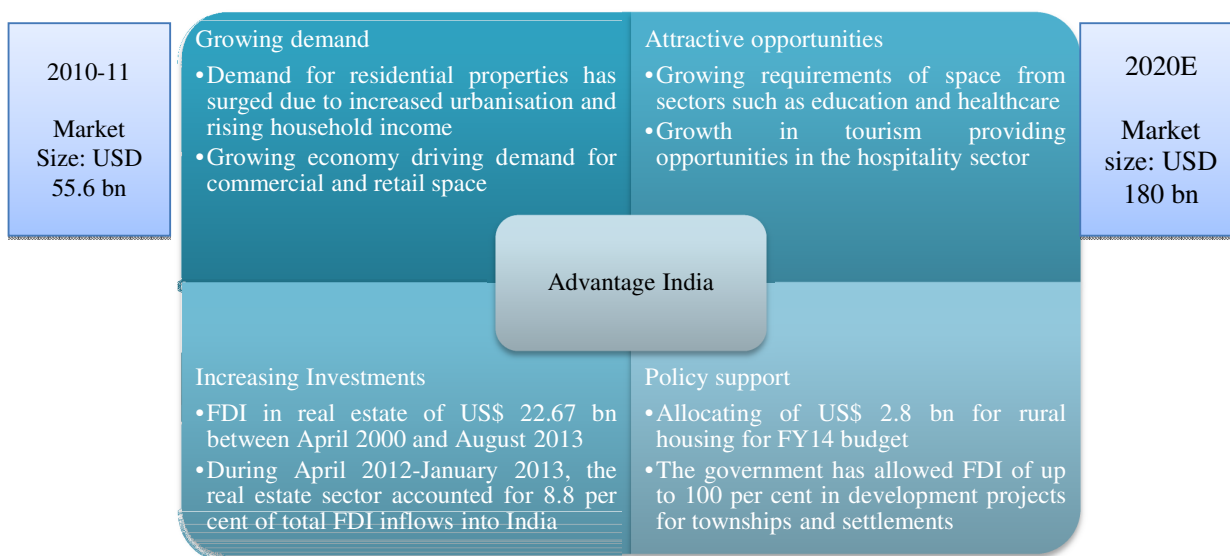 2010-11
Market
Size: USD
55.6 bn
Growing demand
•Demand for residential properties has
surged due to increased urbanisation and
rising household income
•Growing economy driving demand for
commercial and retail space
Attractive opportunities
•Growing requirements of space from
sectors such as education and healthcare
•Growth in tourism providing
opportunities in the hospitality sector
2020E
Market
size: USD
180 bn
Advantage India
Increasing Investments
•FDI in real estate of US$ 22.67 bn
between April 2000 and August 2013
•During April 2012-January 2013, the
real estate sector accounted for 8.8 per
cent of total FDI inflows into India
Policy support
•Allocating of US$ 2.8 bn for rural
housing for FY14 budget
•The government has allowed FDI of up
to 100 per cent in development projects
for townships and settlements